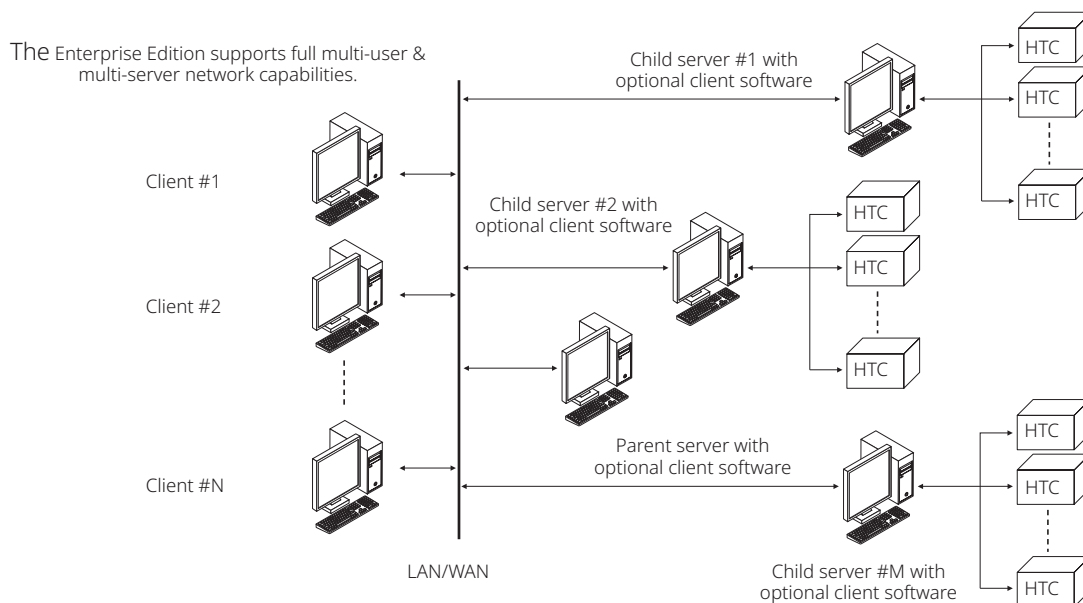 The Enterprise Edition supports full multi-user &
multi-server network capabilities.
Child server #1 with
optional client software
HTC
HTC
HTC
Client #1
Child server #2 with
optional client software
HTC
HTC
HTC
Client #2
Client #N
Parent server with
optional client software
HTC
HTC
HTC
LAN/WAN
Child server #M with
optional client software